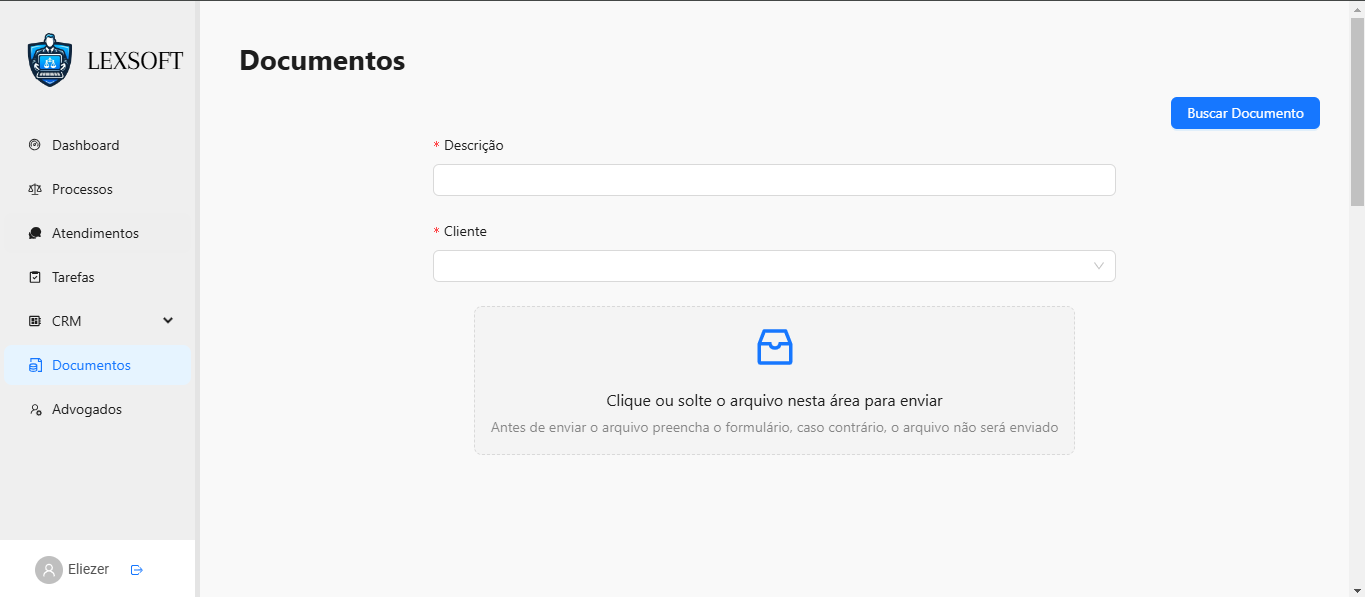 LEXSOFT
Dashboard
Processos
Atendimentos
Tarefas
CRM
Documentos
Advogados
Eliezer
Documentos
Buscar Documento
* Descrição
* Cliente
Clique ou solte o arquivo nesta área para enviar
Antes de enviar o arquivo preencha o formulário, caso contrário, o arquivo não será enviado